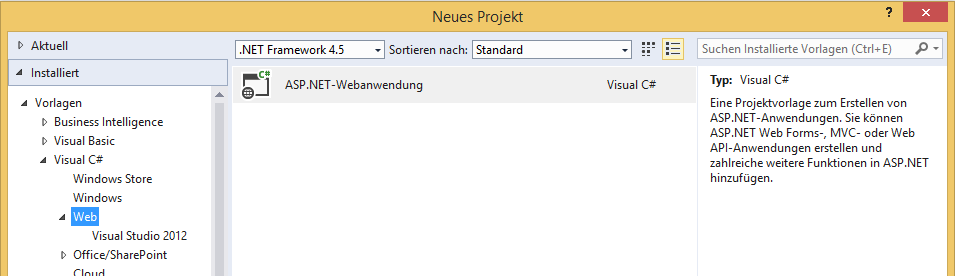 Neues Projekt
?
Aktuell
Installiert
Vorlagen
Business Intelligence
Visual Basic
Visual C#
Windows Store
Windows
Web
Visual Studio 2012
Office/SharePoint
Cloud
.NET Framework 4.5
Sortieren nach:
Standard
C#
ASP.NET-Webanwendung
Visual C#
Suchen Installierte Vorlagen (Ctrl+E)
Typ: Visual C#
Eine Projektvorlage zum Erstellen von
ASP.NET-Anwendungen. Sie können
ASP.NET Web Forms-, MVC- oder Web
API-Anwendungen erstellen und
zahlreiche weitere Funktionen in ASP.NET
hinzufügen.